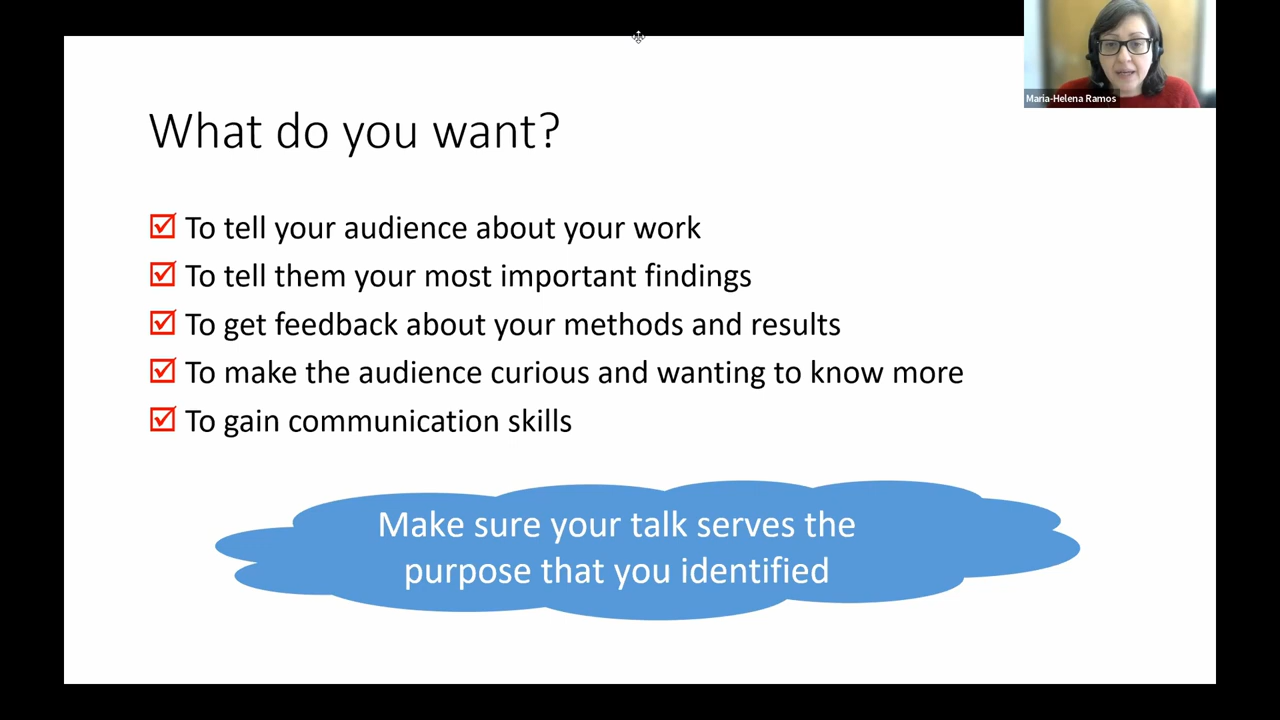 Maria-Helena Ramos
What do you want?
To tell your audience about your work
To tell them your most important findings
To get feedback about your methods and results
To make the audience curious and wanting to know more
To gain communication skills
Make sure your talk serves the
purpose that you identified